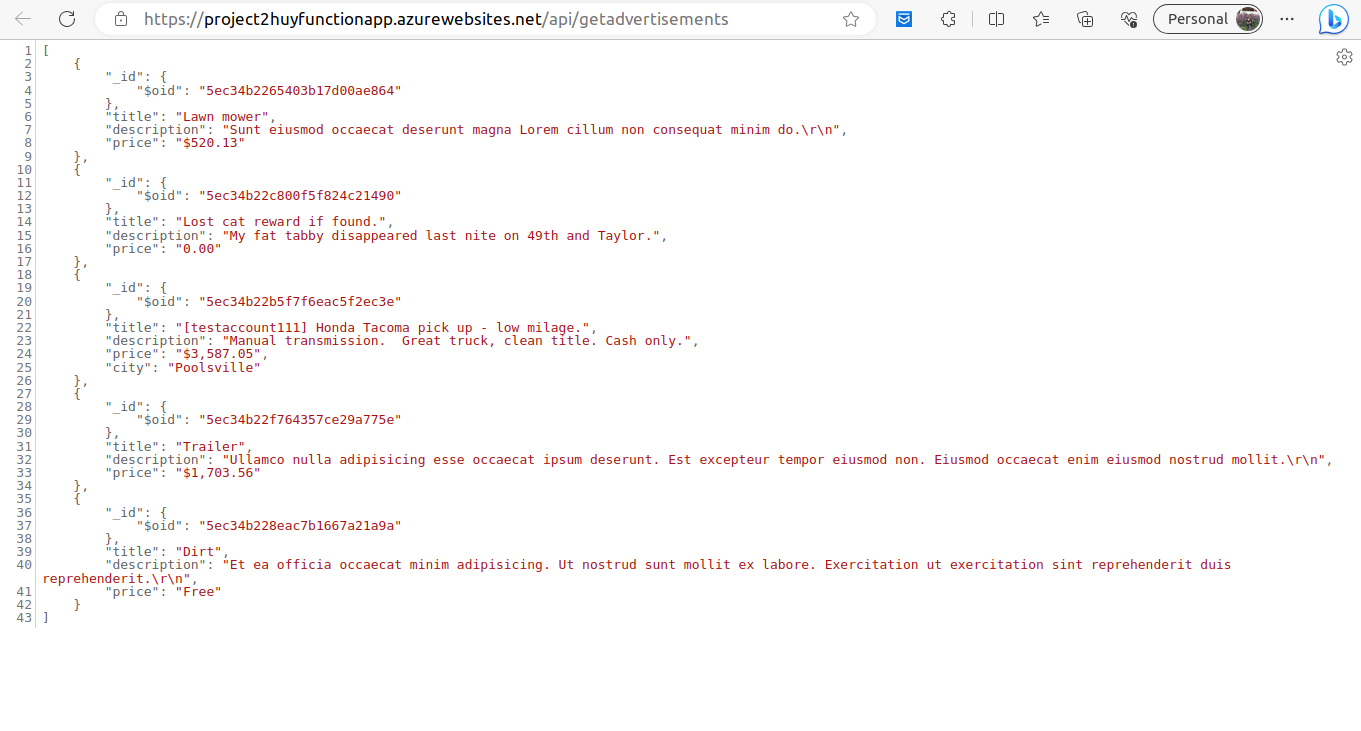 https://project2huyfunctionapp.azurewebsites.net/api/getadvertisements
Personal
1 [
2     {
3         "_id": {
4             "$oid": "5ec34b2265403b17d00ae864"
5         },
6         "title": "Lawn mower",
7         "description": "Sunt eiusmod occaecat deserunt magna Lorem cillum non consequat minim do.\r\n",
8         "price": "$520.13"
9     },
10     {
11         "_id": {
12             "$oid": "5ec34b22c800f5f824c21490"
13         },
14         "title": "Lost cat reward if found.",
15         "description": "My fat tabby disappeared last nite on 49th and Taylor.",
16         "price": "0.00"
17     },
18     {
19         "_id": {
20             "$oid": "5ec34b22b5f7f6eac5f2ec3e"
21         },
22         "title": "[testaccount111] Honda Tacoma pick up - low milage.",
23         "description": "Manual transmission.  Great truck, clean title. Cash only.",
24         "price": "$3,587.05",
25         "city": "Poolsville"
26     },
27     {
28         "_id": {
29             "$oid": "5ec34b22f764357ce29a775e"
30         },
31         "title": "Trailer",
32         "description": "Ullamco nulla adipisicing esse occaecat ipsum deserunt. Est excepteur tempor eiusmod non. Eiusmod occaecat enim eiusmod nostrud mollit.\r\n",
33         "price": "$1,703.56"
34     },
35     {
36         "_id": {
37             "$oid": "5ec34b228eac7b1667a21a9a"
38         },
39         "title": "Dirt",
40         "description": "Et ea officia occaecat minim adipisicing. Ut nostrud sunt mollit ex labore. Exercitation ut exercitation sint reprehenderit duis
reprehenderit.\r\n",
41         "price": "Free"
42     }
43 ]